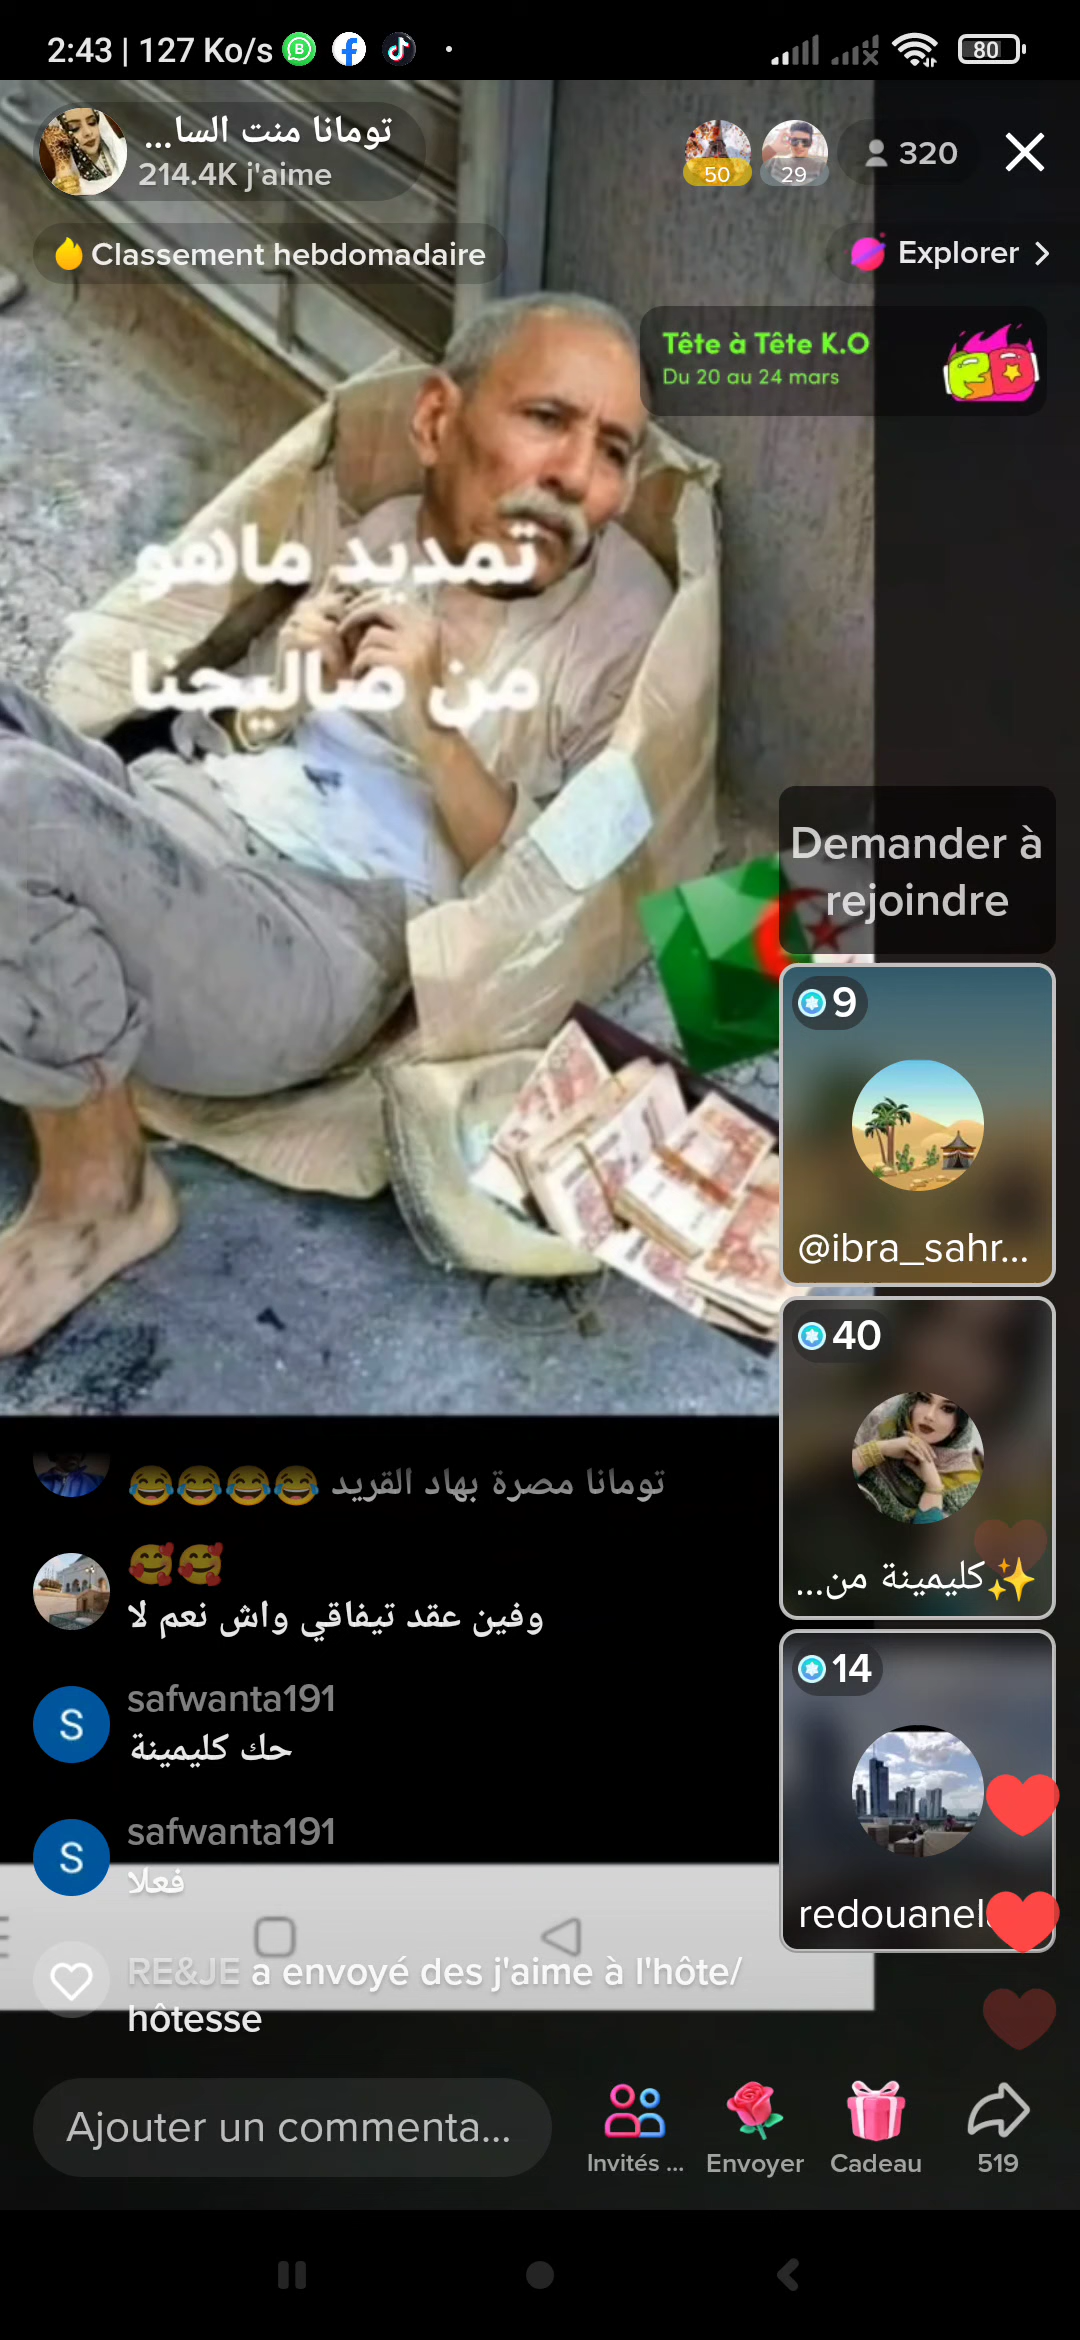 2:43 | 127 Ko/s
80
تومانا منت السا...
214.4K j'aime
50
29
320
Classement hebdomadaire
Explorer
Tête à Tête K.O
Du 20 au 24 mars
تمديد ماهو
من صاليحنا
Demander à
rejoindre
9
@ibra_sahr...
40
كليمينة من...
14
redouanel
تومانا مصرة بهاد القريد 😂😂😂😂
🥰🥰
وفين عقد تيفاقي واش نعم لا
S
safwanta191
حك كليمينة
S
safwanta191
فعلا
RE&JE a envoyé des j'aime à l'hôte/
hôtesse
Ajouter un commenta...
Invités ...
Envoyer
Cadeau
519